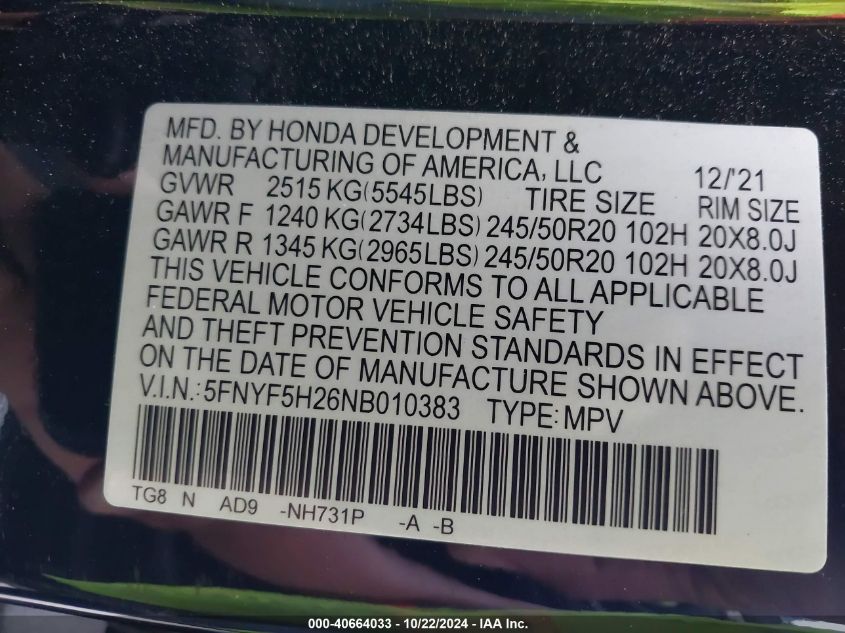 MFD. BY HONDA DEVELOPMENT &
MANUFACTURING OF AMERICA, LLC 12/'21
GVWR 2515 KG(5545LBS) TIRE SIZE RIM SIZE
GAWR F 1240 KG(2734LBS) 245/50R20 102H 20X8.0J
GAWR R 1345 KG(2965LBS) 245/50R20 102H 20X8.0J
THIS VEHICLE CONFORMS TO ALL APPLICABLE
FEDERAL MOTOR VEHICLE SAFETY
AND THEFT PREVENTION STANDARDS IN EFFECT
ON THE DATE OF MANUFACTURE SHOWN ABOVE.
V.I.N.: 5FNYF5H26NB010383 TYPE: MPV
TG8 N AD9 -NH731P -A -B
000-40664033 - 10/22/2024 - IAA Inc.